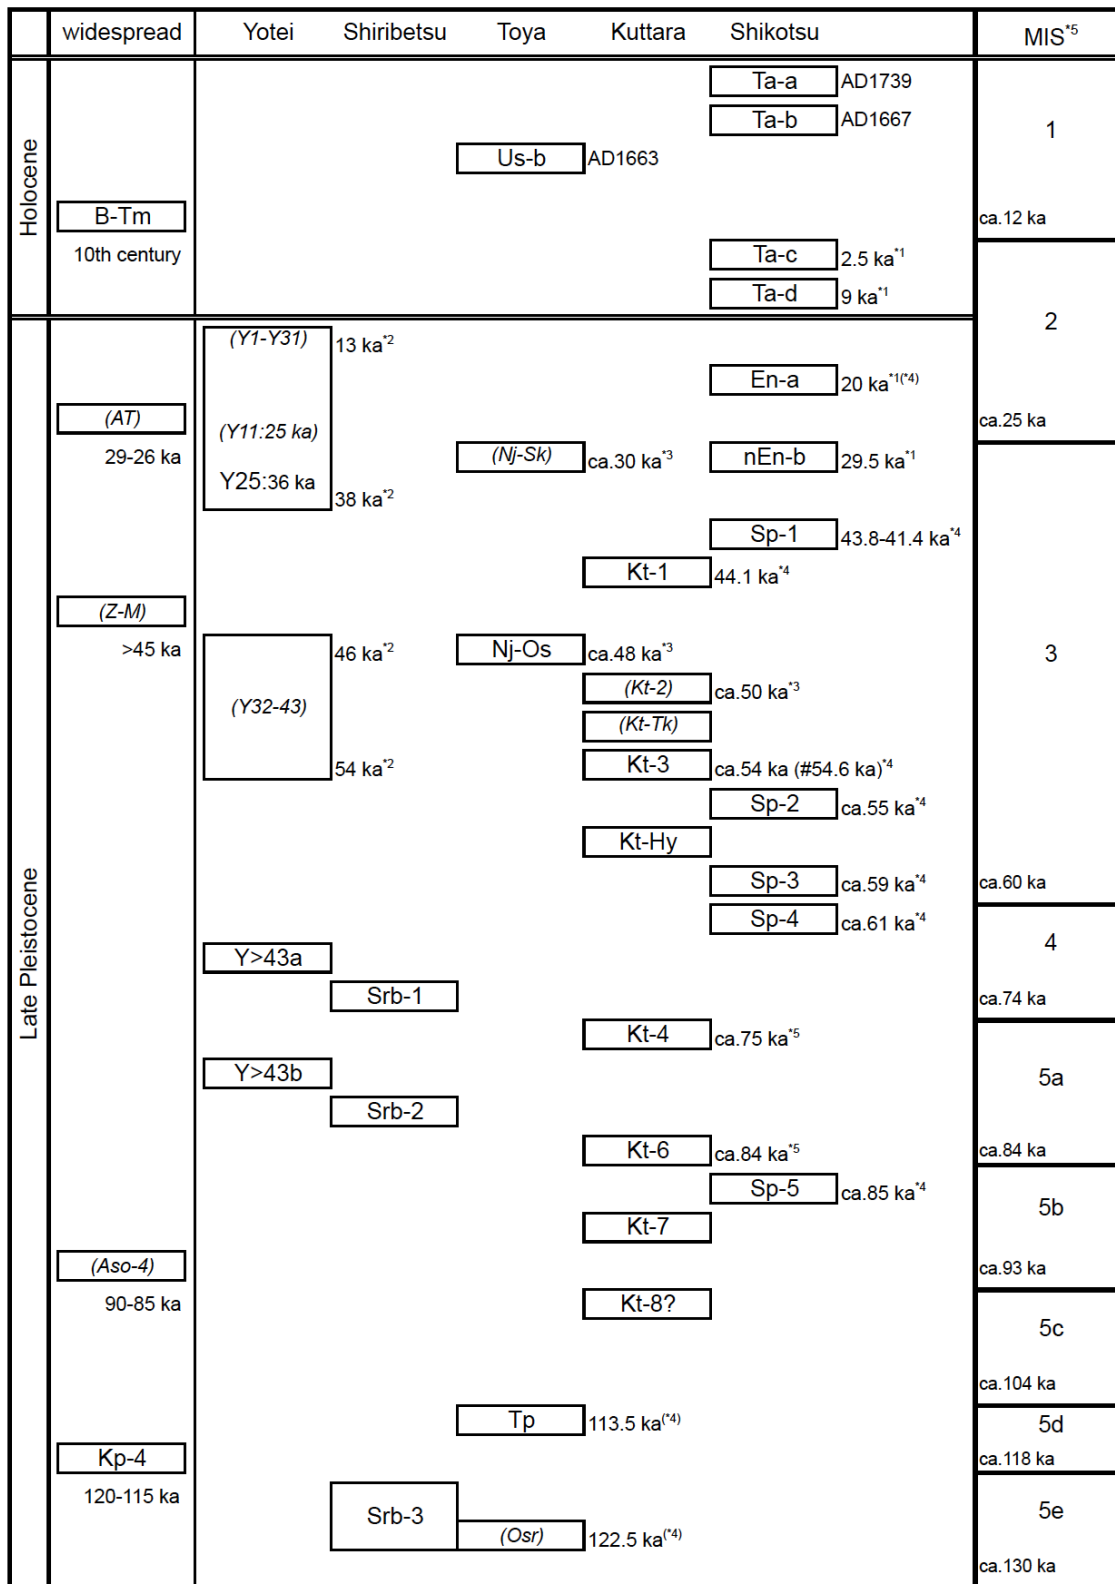 widespread Yotei Shiribetsu Toya Kuttara Shikotsu MIS*5
Holocene
Ta-a AD1739
Ta-b AD1667
1
Us-b AD1663
B-Tm ca.12 ka
10th century
Ta-c 2.5 ka*1
Ta-d 9 ka*1
2
Late Pleistocene
(Y1-Y31) 13 ka*2
En-a 20 ka*1(*4)
(AT) ca.25 ka
(Y11:25 ka)
29-26 ka (Nj-Sk) ca.30 ka*3 nEn-b 29.5 ka*1
Y25:36 ka
38 ka*2
Sp-1 43.8-41.4 ka*4
Kt-1 44.1 ka*4
(Z-M)
>45 ka 46 ka*2 Nj-Os ca.48 ka*3 3
(Kt-2) ca.50 ka*3
(Y32-43)
(Kt-Tk)
54 ka*2 Kt-3 ca.54 ka (#54.6 ka)*4
Sp-2 ca.55 ka*4
Kt-Hy
Sp-3 ca.59 ka*4 ca.60 ka
Sp-4 ca.61 ka*4
4
Y>43a
Srb-1 ca.74 ka
Kt-4 ca.75 ka*5
Y>43b 5a
Srb-2
Kt-6 ca.84 ka*5 ca.84 ka
Sp-5 ca.85 ka*4
5b
Kt-7
(Aso-4) ca.93 ka
90-85 ka Kt-8?
5c
ca.104 ka
Tp 113.5 ka(*4) 5d
Kp-4 ca.118 ka
120-115 ka
Srb-3 5e
(Osr) 122.5 ka(*4)
ca.130 ka